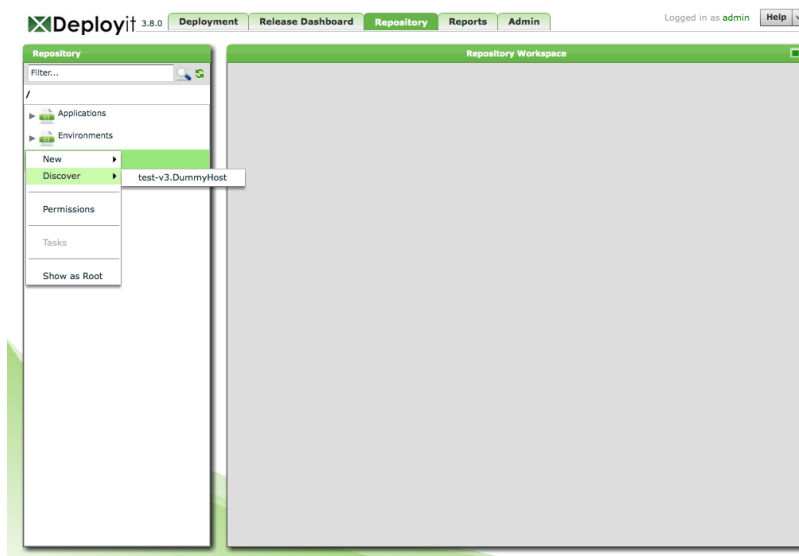 Deployit 3.8.0 Deployment Release Dashboard Repository Reports Admin Logged in as admin Help
Repository
Repository Workspace
Filter...
/
Applications
Environments
New
Discover
test-v3.DummyHost
Permissions
Tasks
Show as Root